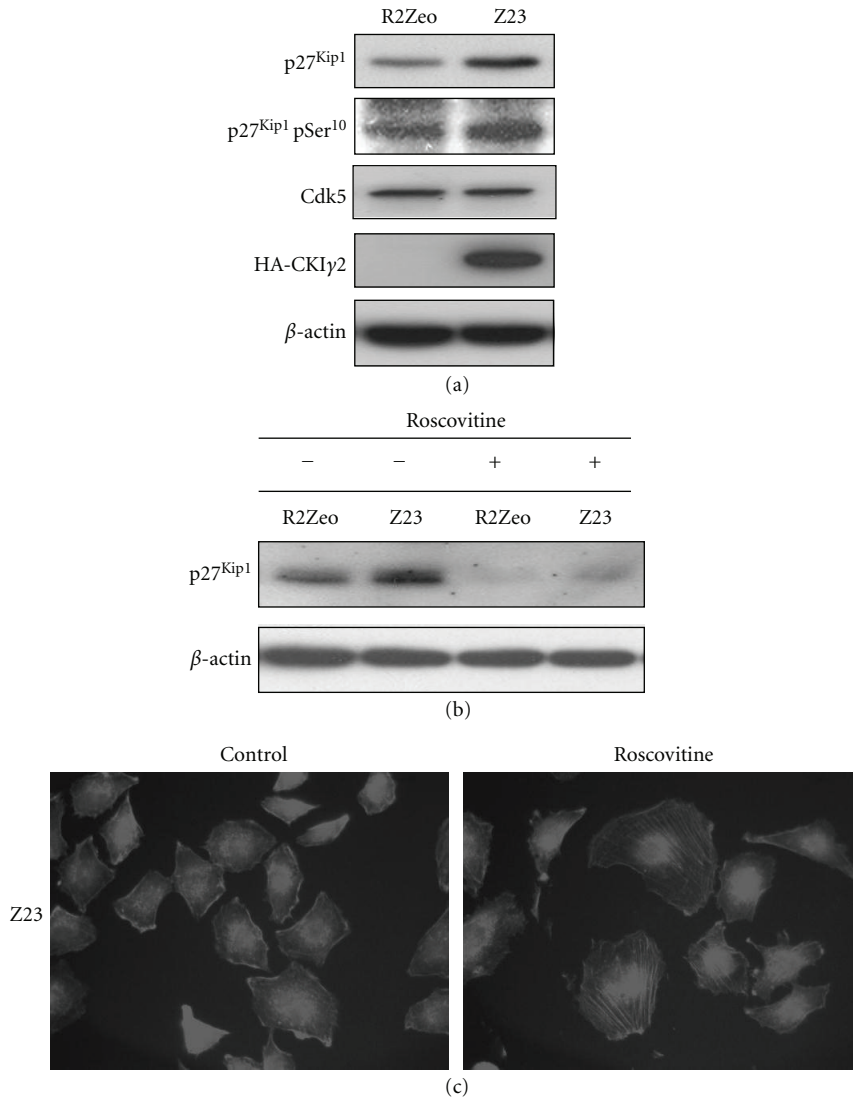 R2Zeo Z23
p27Kip1
p27Kip1 pSer10
Cdk5
HA-CKIγ2
β-actin
(a)
Roscovitine
− − + +
R2Zeo Z23 R2Zeo Z23
p27Kip1
β-actin
(b)
Control Roscovitine
Z23
(c)